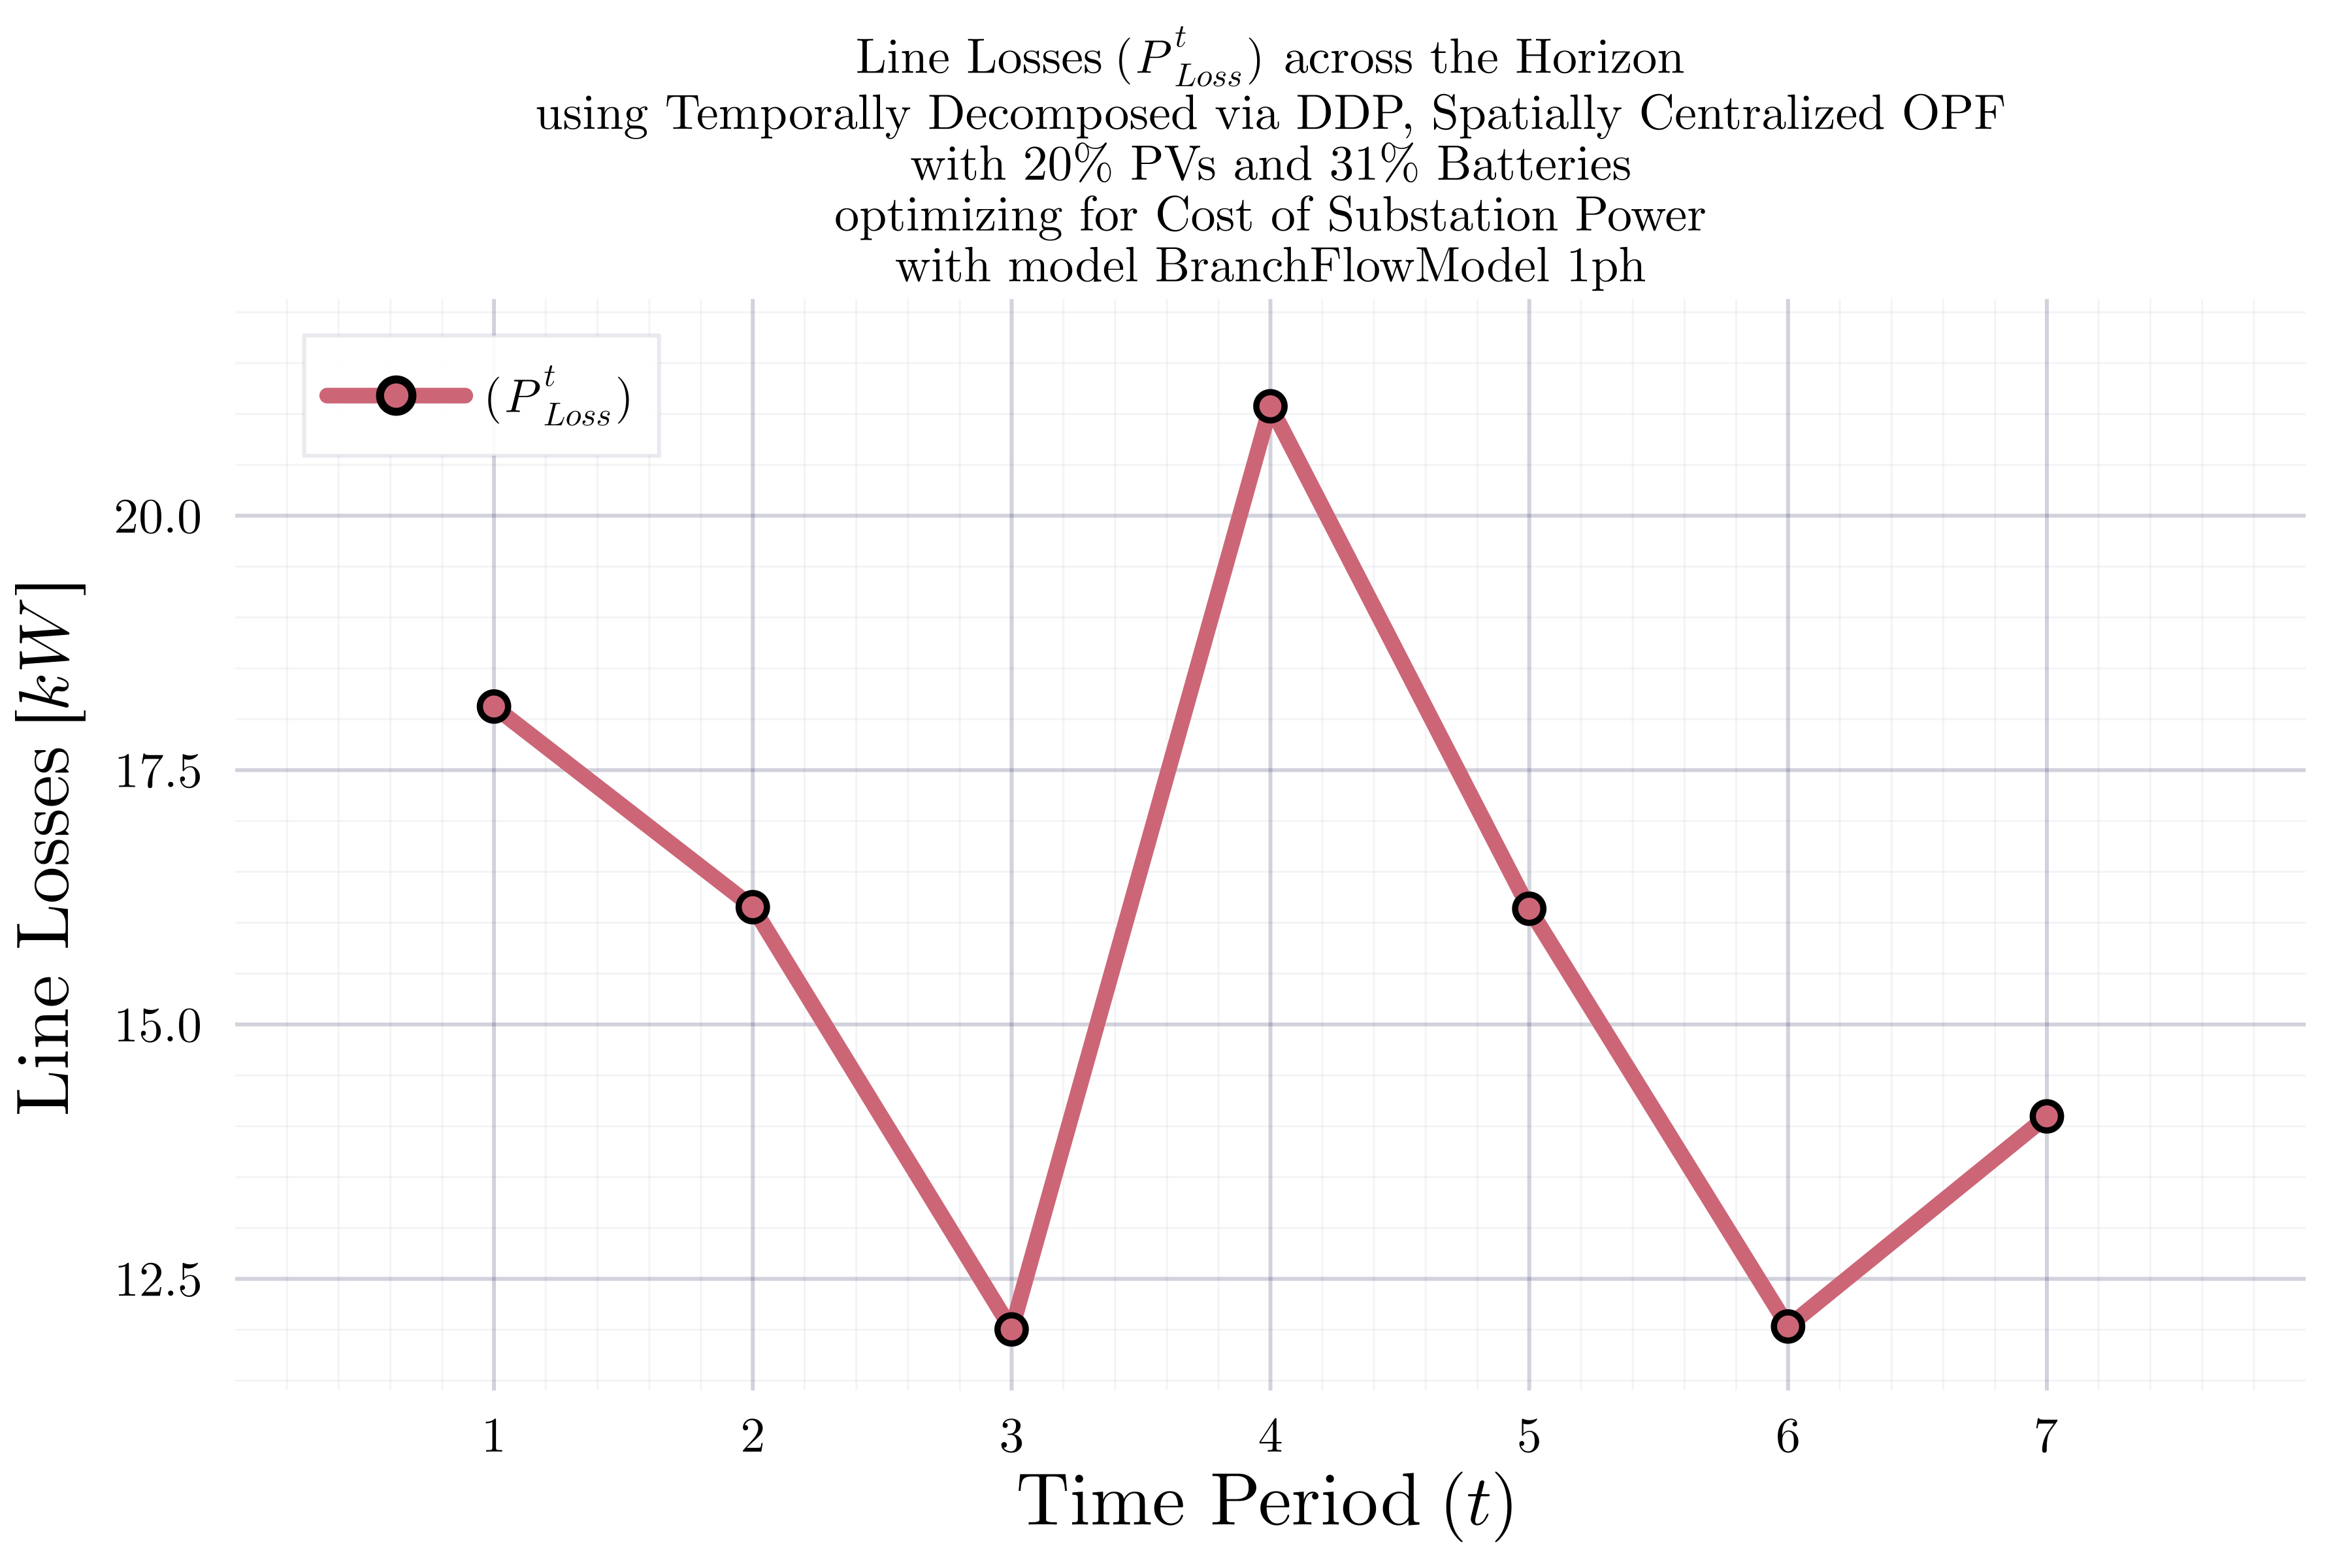 Line Losses (P^t_Loss) across the Horizon
using Temporally Decomposed via DDP, Spatially Centralized OPF
with 20% PVs and 31% Batteries
optimizing for Cost of Substation Power
with model BranchFlowModel 1ph
(P^t_Loss)
20.0
17.5
15.0
12.5
Line Losses [kW]
1 2 3 4 5 6 7
Time Period (t)